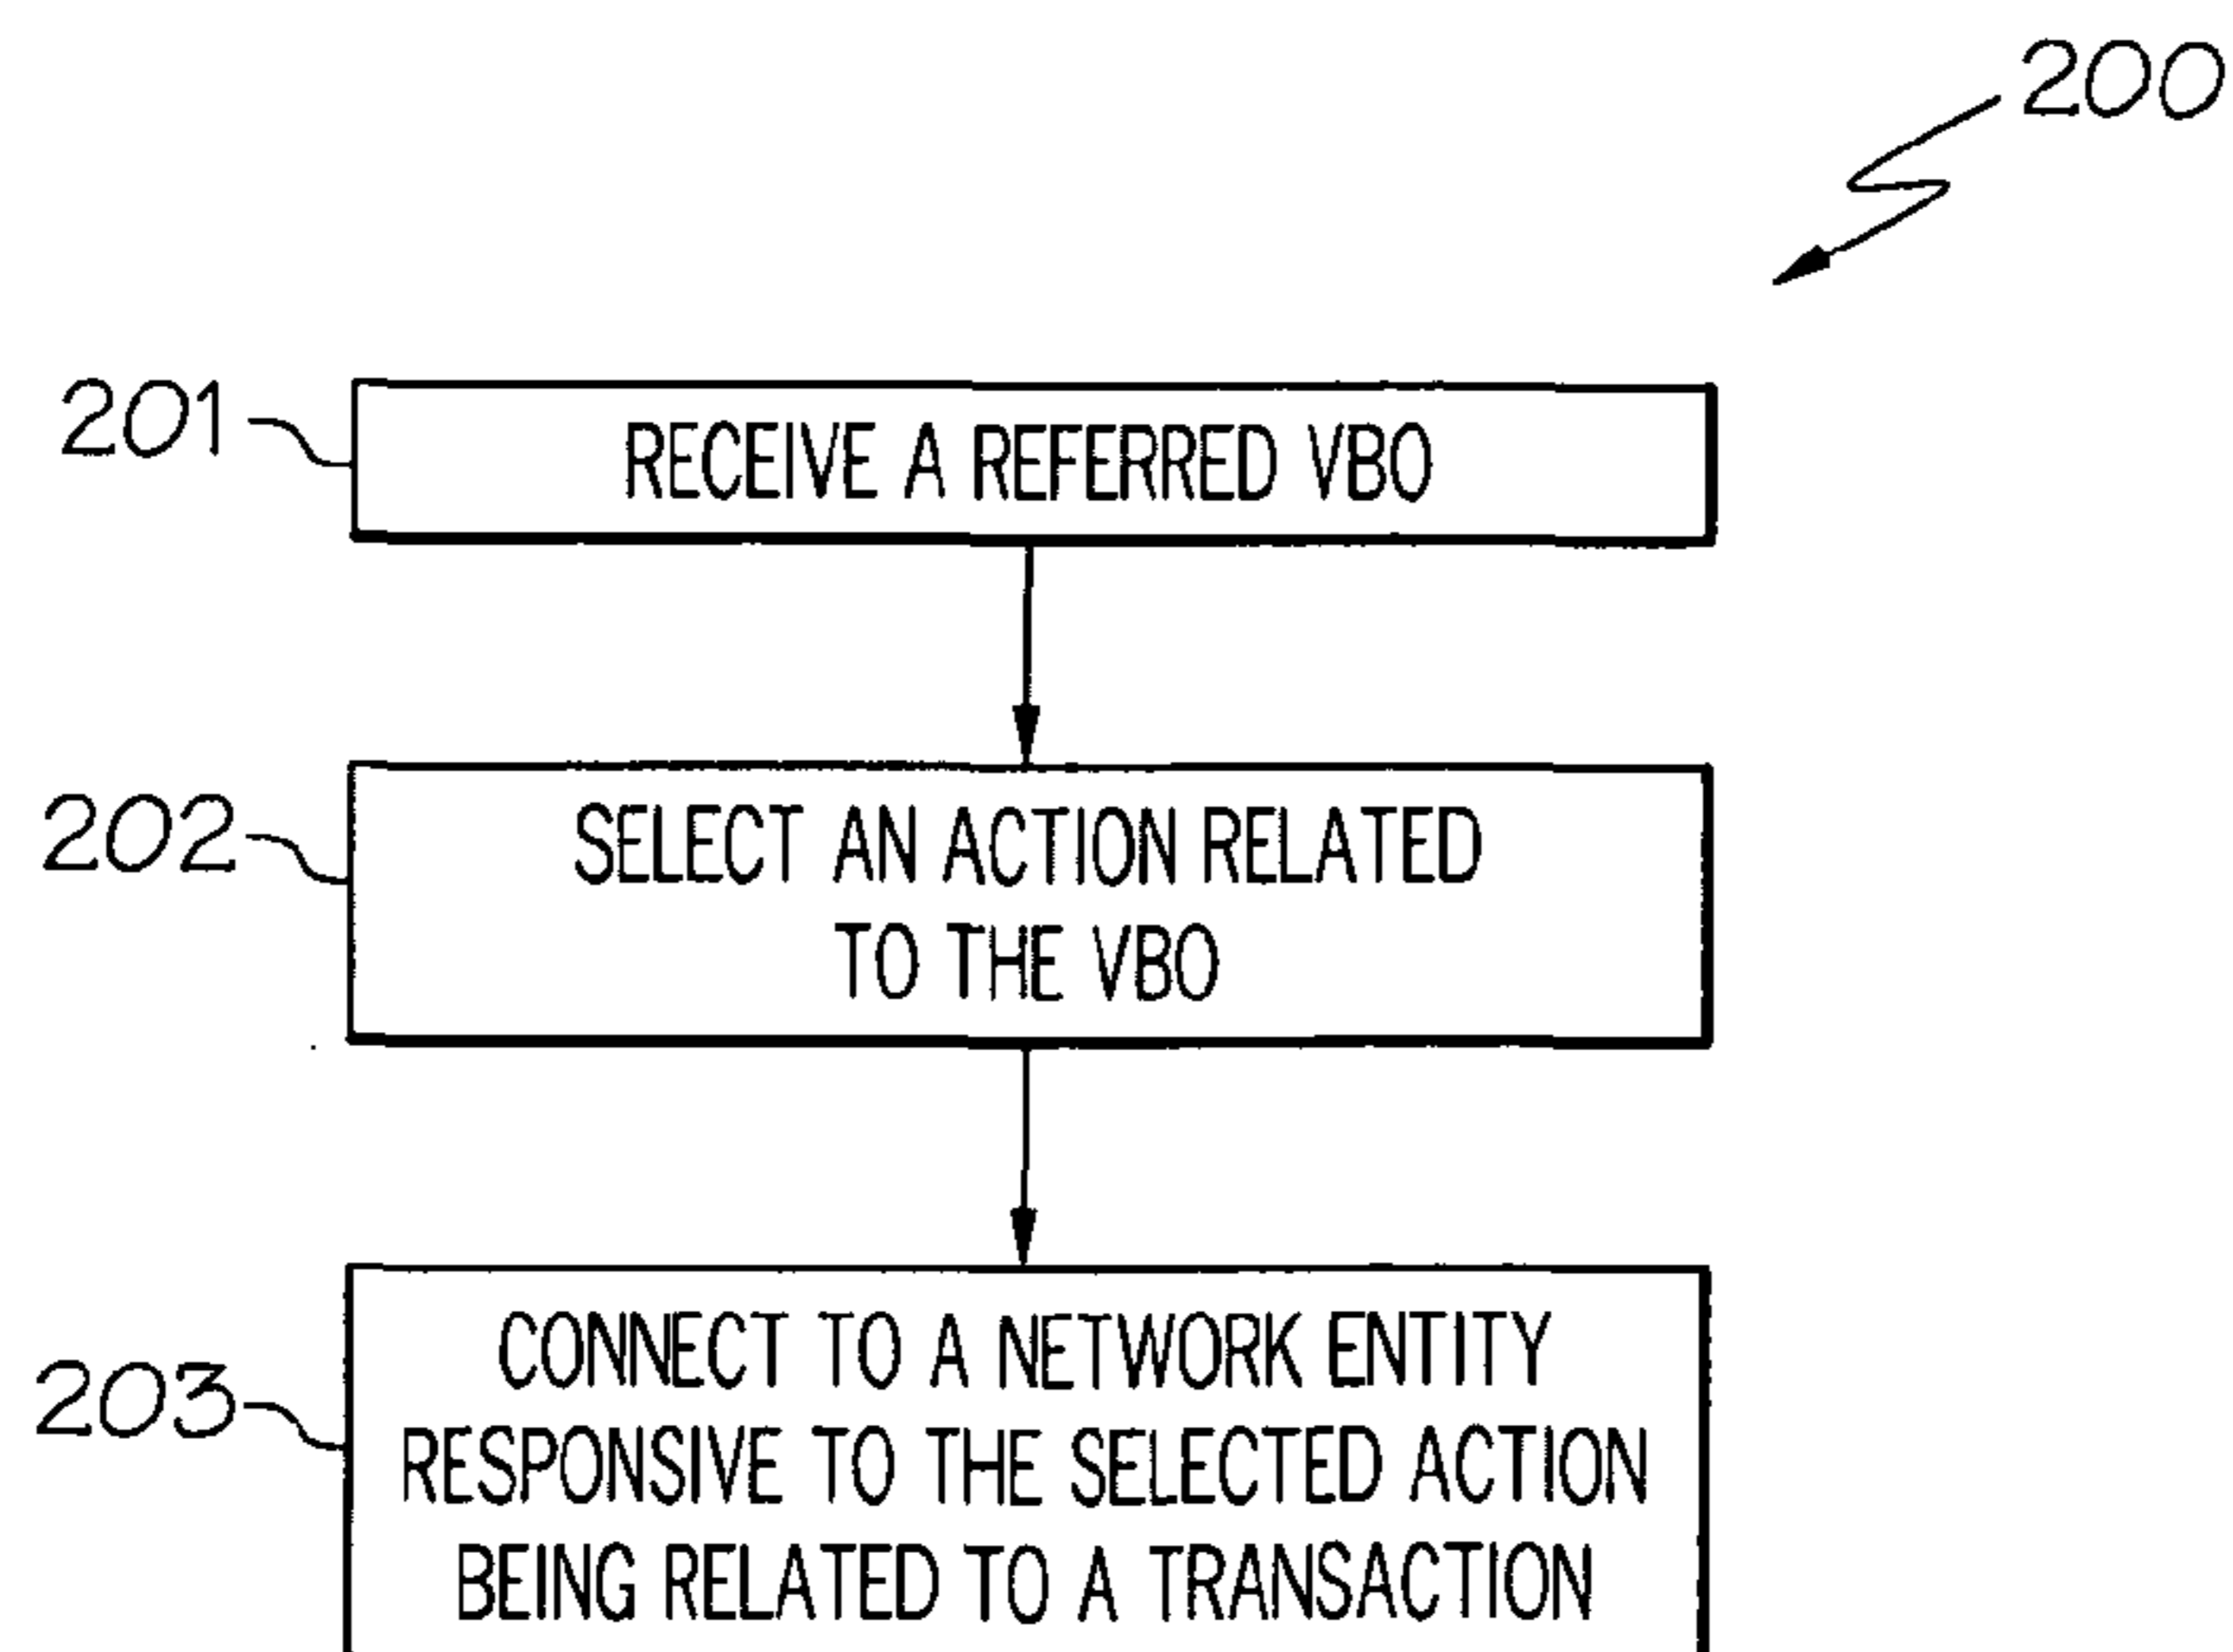 200
201
RECEIVE A REFERRED VBO
202
SELECT AN ACTION RELATED
TO THE VBO
203
CONNECT TO A NETWORK ENTITY
RESPONSIVE TO THE SELECTED ACTION
BEING RELATED TO A TRANSACTION